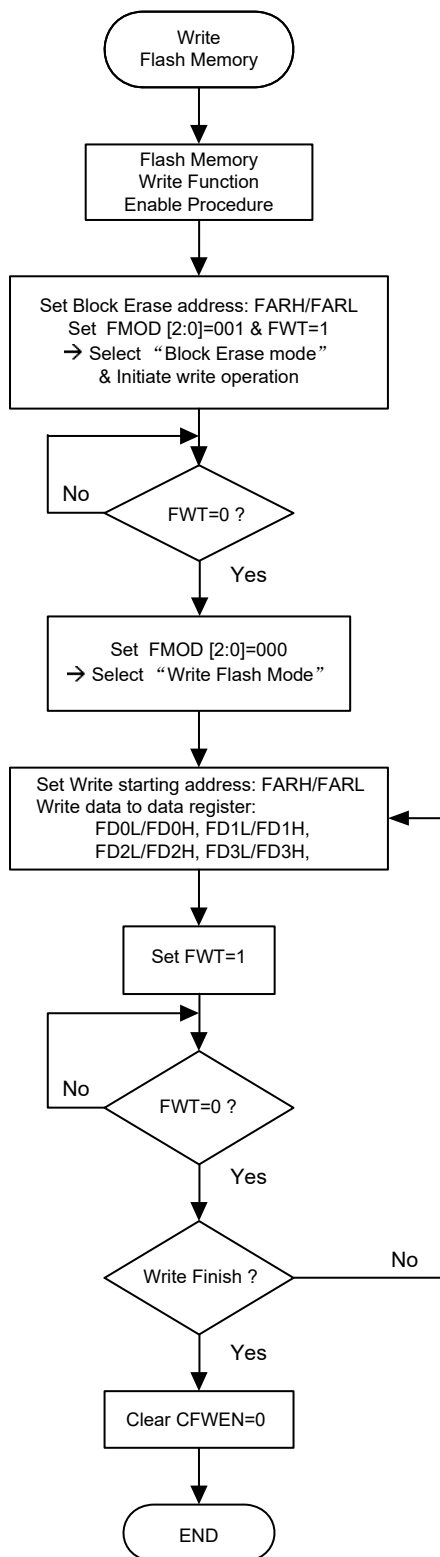 Write
Flash Memory
Flash Memory
Write Function
Enable Procedure
Set Block Erase address: FARH/FARL
Set FMOD [2:0]=001 & FWT=1
→ Select “Block Erase mode”
& Initiate write operation
No
FWT=0 ?
Yes
Set FMOD [2:0]=000
→ Select “Write Flash Mode”
Set Write starting address: FARH/FARL
Write data to data register:
FD0L/FD0H, FD1L/FD1H,
FD2L/FD2H, FD3L/FD3H,
Set FWT=1
No
FWT=0 ?
Yes
Write Finish ?
No
Yes
Clear CFWEN=0
END